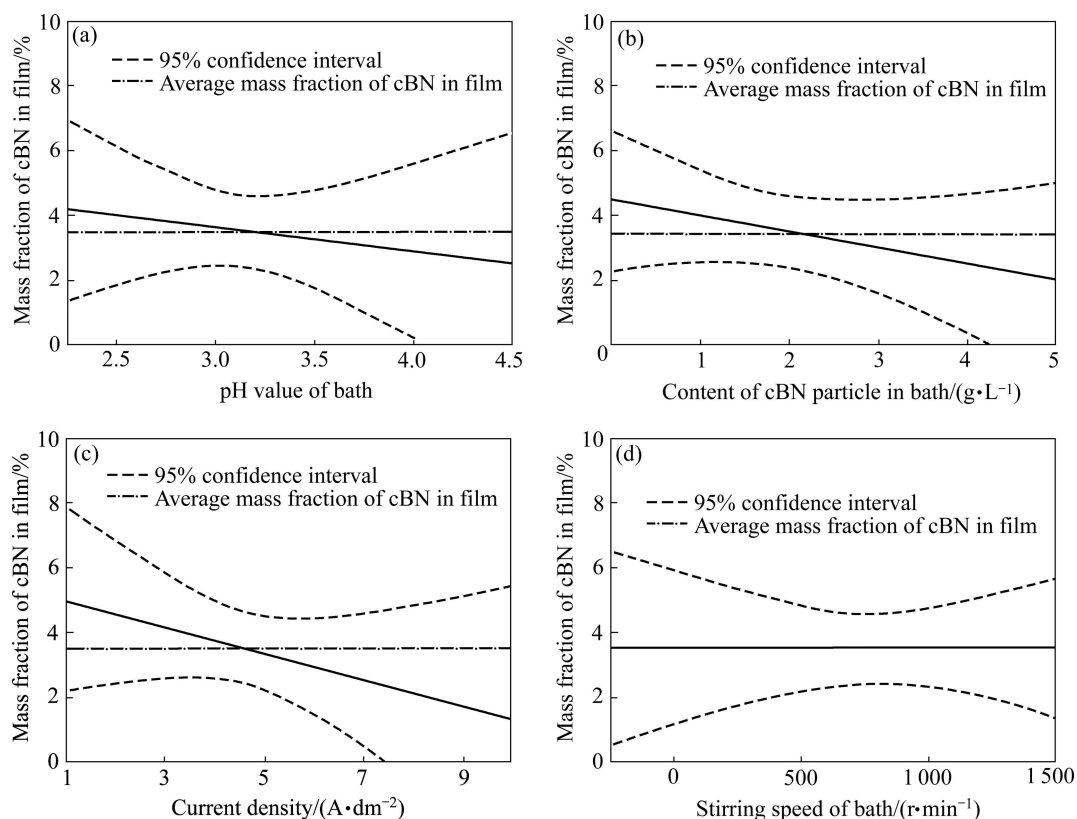 (a)
95% confidence interval
Average mass fraction of cBN in film
Mass fraction of cBN in film/%
10
8
6
4
2
0
2.5 3.0 3.5 4.0 4.5
pH value of bath
(b)
95% confidence interval
Average mass fraction of cBN in film
Mass fraction of cBN in film/%
10
8
6
4
2
0
0 1 2 3 4 5
Content of cBN particle in bath/(g•L⁻¹)
(c)
95% confidence interval
Average mass fraction of cBN in film
Mass fraction of cBN in film/%
10
8
6
4
2
0
1 3 5 7 9
Current density/(A•dm⁻²)
(d)
95% confidence interval
Average mass fraction of cBN in film
Mass fraction of cBN in film/%
10
8
6
4
2
0
0 500 1 000 1 500
Stirring speed of bath/(r•min⁻¹)